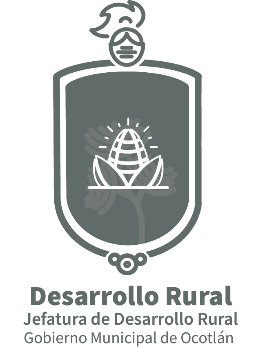 Desarrollo Rural
Jefatura de Desarrollo Rural
Gobierno Municipal de Ocotlán